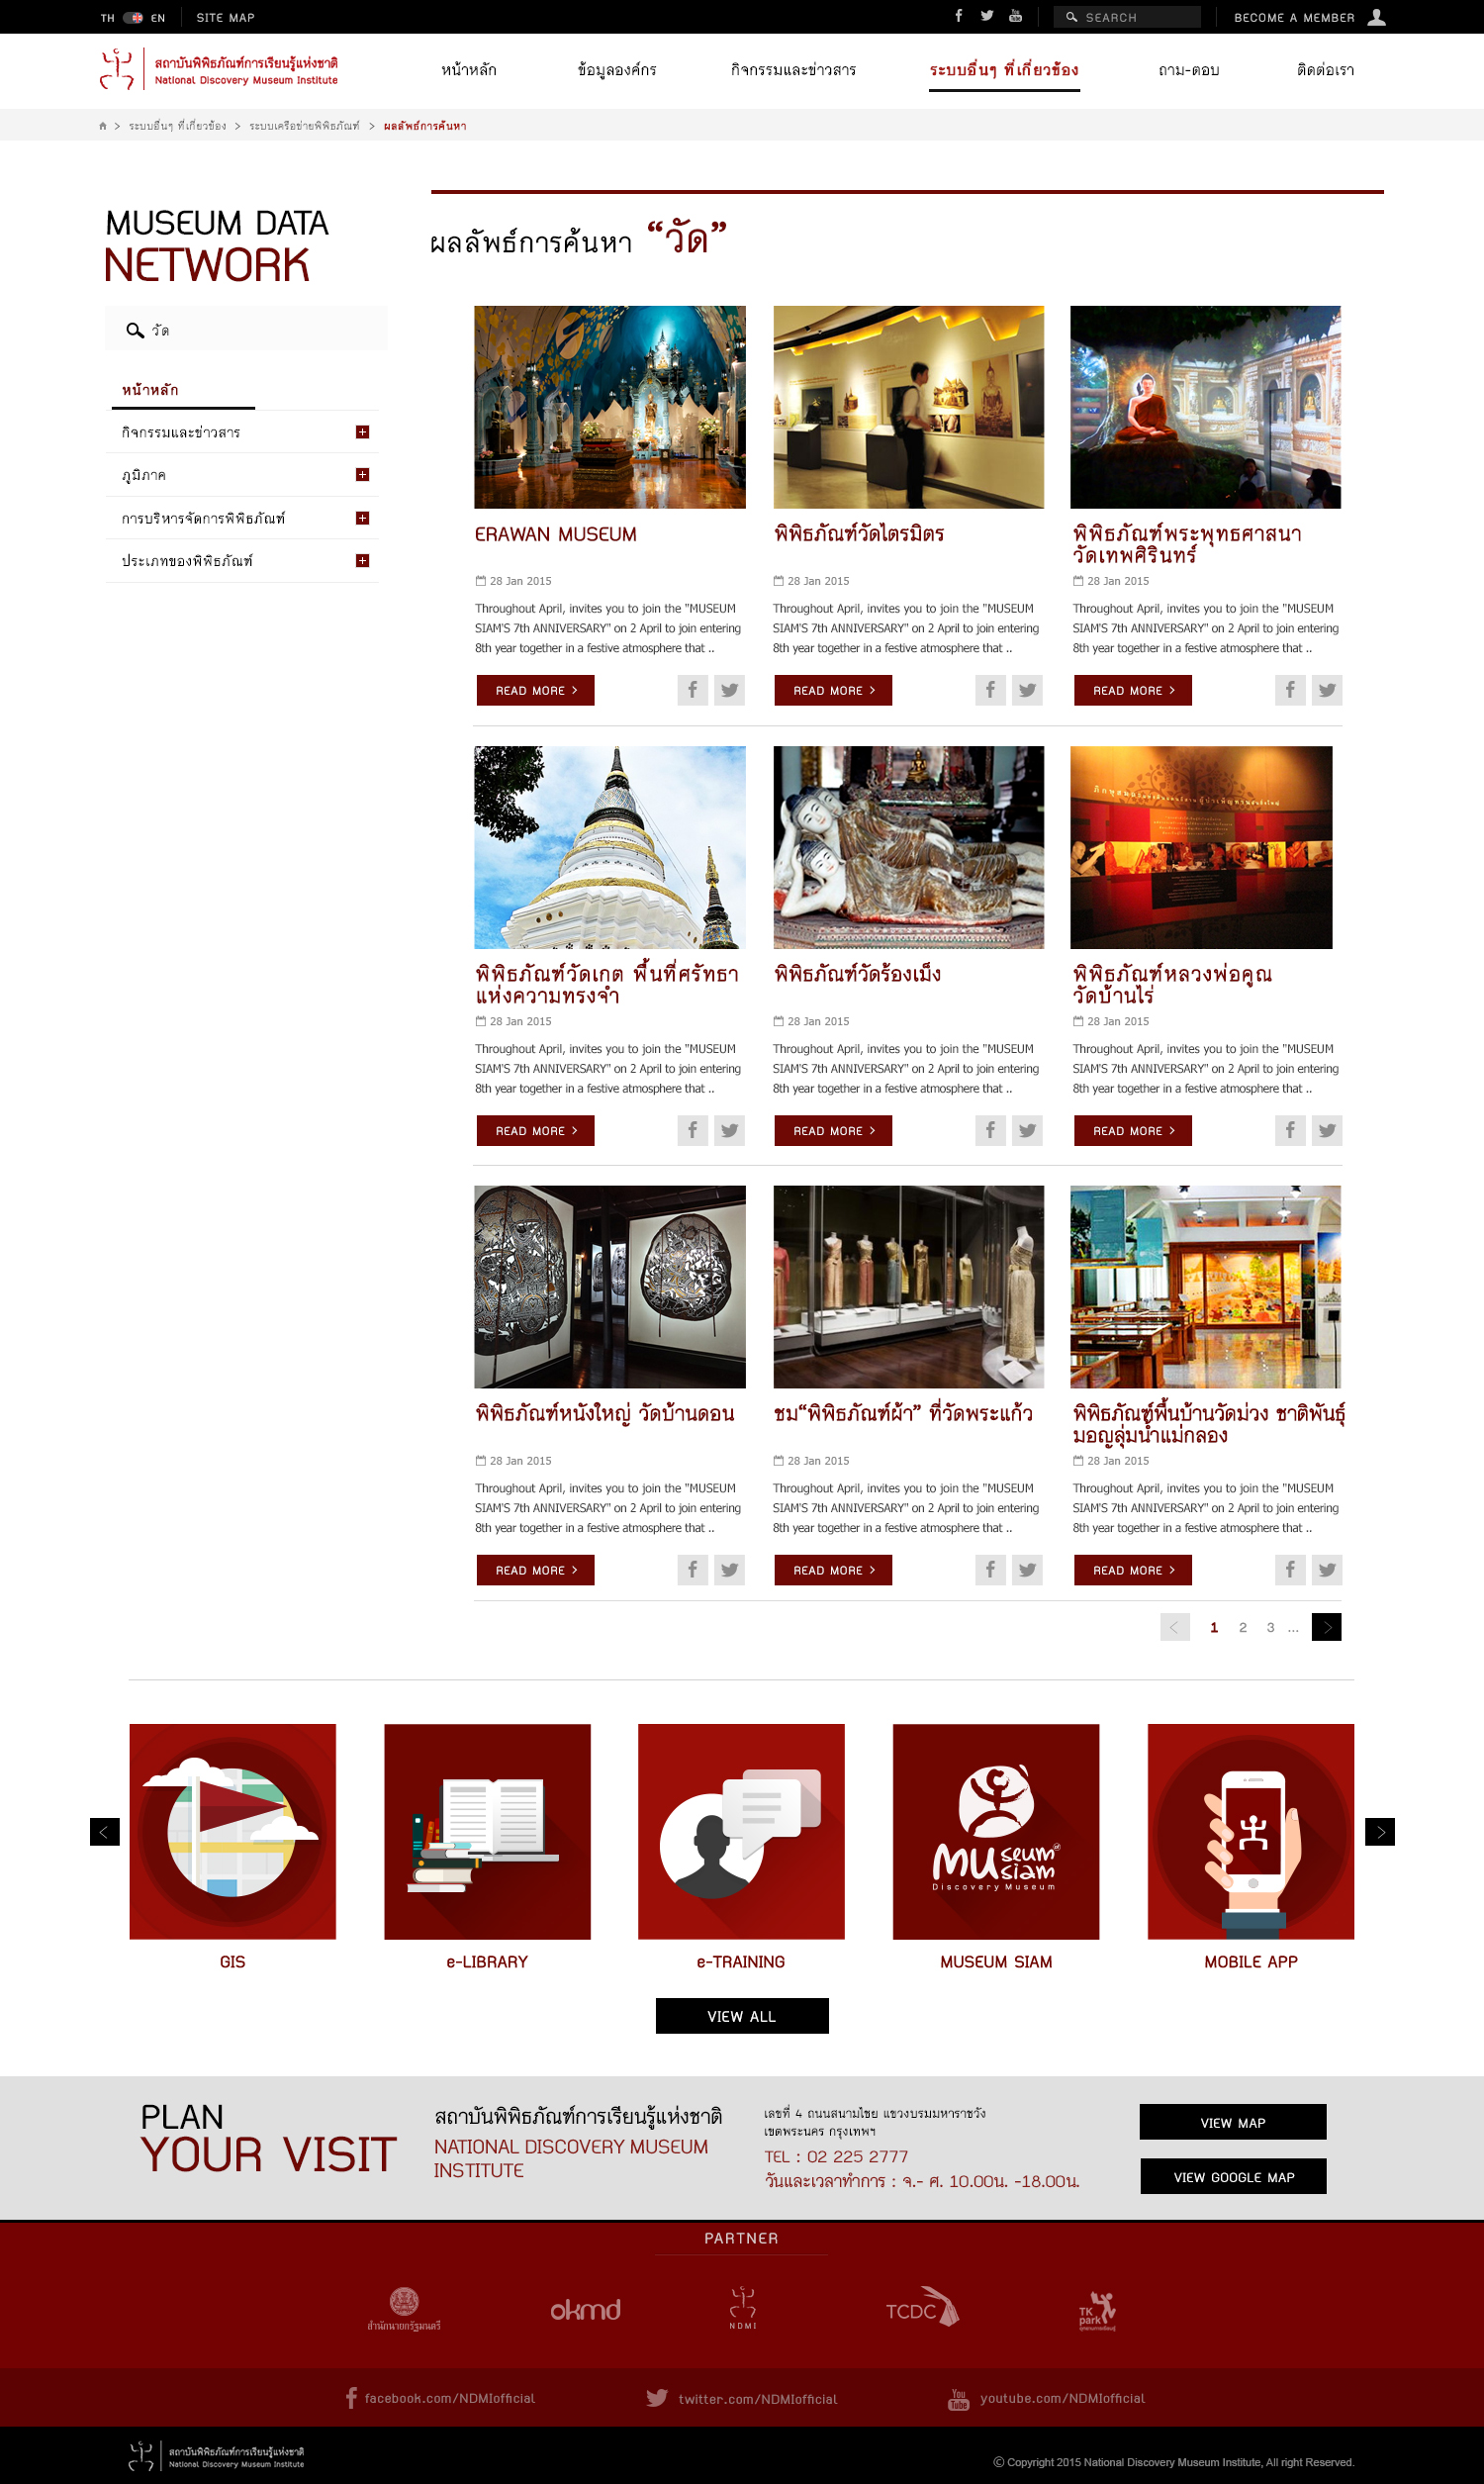 TH EN SITE MAP SEARCH BECOME A MEMBER
สถาบันพิพิธภัณฑ์การเรียนรู้แห่งชาติ
National Discovery Museum Institute
หน้าหลัก ข้อมูลองค์กร กิจกรรมและข่าวสาร ระบบอื่นๆ ที่เกี่ยวข้อง ถาม-ตอบ ติดต่อเรา
> ระบบอื่นๆ ที่เกี่ยวข้อง > ระบบเครือข่ายพิพิธภัณฑ์ > ผลลัพธ์การค้นหา
MUSEUM DATA
NETWORK
วัด
หน้าหลัก
กิจกรรมและข่าวสาร
ภูมิภาค
การบริหารจัดการพิพิธภัณฑ์
ประเภทของพิพิธภัณฑ์
ผลลัพธ์การค้นหา “วัด”
ERAWAN MUSEUM
28 Jan 2015
Throughout April, invites you to join the "MUSEUM
SIAM'S 7th ANNIVERSARY" on 2 April to join entering
8th year together in a festive atmosphere that ..
READ MORE >
พิพิธภัณฑ์วัดไตรมิตร
28 Jan 2015
Throughout April, invites you to join the "MUSEUM
SIAM'S 7th ANNIVERSARY" on 2 April to join entering
8th year together in a festive atmosphere that ..
READ MORE >
พิพิธภัณฑ์พระพุทธศาสนา
วัดเทพศิรินทร์
28 Jan 2015
Throughout April, invites you to join the "MUSEUM
SIAM'S 7th ANNIVERSARY" on 2 April to join entering
8th year together in a festive atmosphere that ..
READ MORE >
พิพิธภัณฑ์วัดเกต พื้นที่ศรัทธา
แห่งความทรงจำ
28 Jan 2015
Throughout April, invites you to join the "MUSEUM
SIAM'S 7th ANNIVERSARY" on 2 April to join entering
8th year together in a festive atmosphere that ..
READ MORE >
พิพิธภัณฑ์วัดร้องเม็ง
28 Jan 2015
Throughout April, invites you to join the "MUSEUM
SIAM'S 7th ANNIVERSARY" on 2 April to join entering
8th year together in a festive atmosphere that ..
READ MORE >
พิพิธภัณฑ์หลวงพ่อคูณ
วัดบ้านไร่
28 Jan 2015
Throughout April, invites you to join the "MUSEUM
SIAM'S 7th ANNIVERSARY" on 2 April to join entering
8th year together in a festive atmosphere that ..
READ MORE >
พิพิธภัณฑ์หนังใหญ่ วัดบ้านดอน
28 Jan 2015
Throughout April, invites you to join the "MUSEUM
SIAM'S 7th ANNIVERSARY" on 2 April to join entering
8th year together in a festive atmosphere that ..
READ MORE >
ชม“พิพิธภัณฑ์ผ้า” ที่วัดพระแก้ว
28 Jan 2015
Throughout April, invites you to join the "MUSEUM
SIAM'S 7th ANNIVERSARY" on 2 April to join entering
8th year together in a festive atmosphere that ..
READ MORE >
พิพิธภัณฑ์พื้นบ้านวัดม่วง ชาติพันธุ์
มอญลุ่มน้ำแม่กลอง
28 Jan 2015
Throughout April, invites you to join the "MUSEUM
SIAM'S 7th ANNIVERSARY" on 2 April to join entering
8th year together in a festive atmosphere that ..
READ MORE >
< 1 2 3 ... >
museum siam
Discovery Museum
GIS e-LIBRARY e-TRAINING MUSEUM SIAM MOBILE APP
VIEW ALL
PLAN
YOUR VISIT
สถาบันพิพิธภัณฑ์การเรียนรู้แห่งชาติ
NATIONAL DISCOVERY MUSEUM
INSTITUTE
เลขที่ 4 ถนนสนามไชย แขวงบรมมหาราชวัง
เขตพระนคร กรุงเทพฯ
TEL : 02 225 2777
วันและเวลาทำการ : จ.- ศ. 10.00น. -18.00น.
VIEW MAP
VIEW GOOGLE MAP
PARTNER
สำนักนายกรัฐมนตรี
okmd
NDMI
TCDC
TK park
facebook.com/NDMIofficial twitter.com/NDMIofficial You Tube youtube.com/NDMIofficial
สถาบันพิพิธภัณฑ์การเรียนรู้แห่งชาติ
National Discovery Museum Institute
© Copyright 2015 National Discovery Museum Institute, All right Reserved.